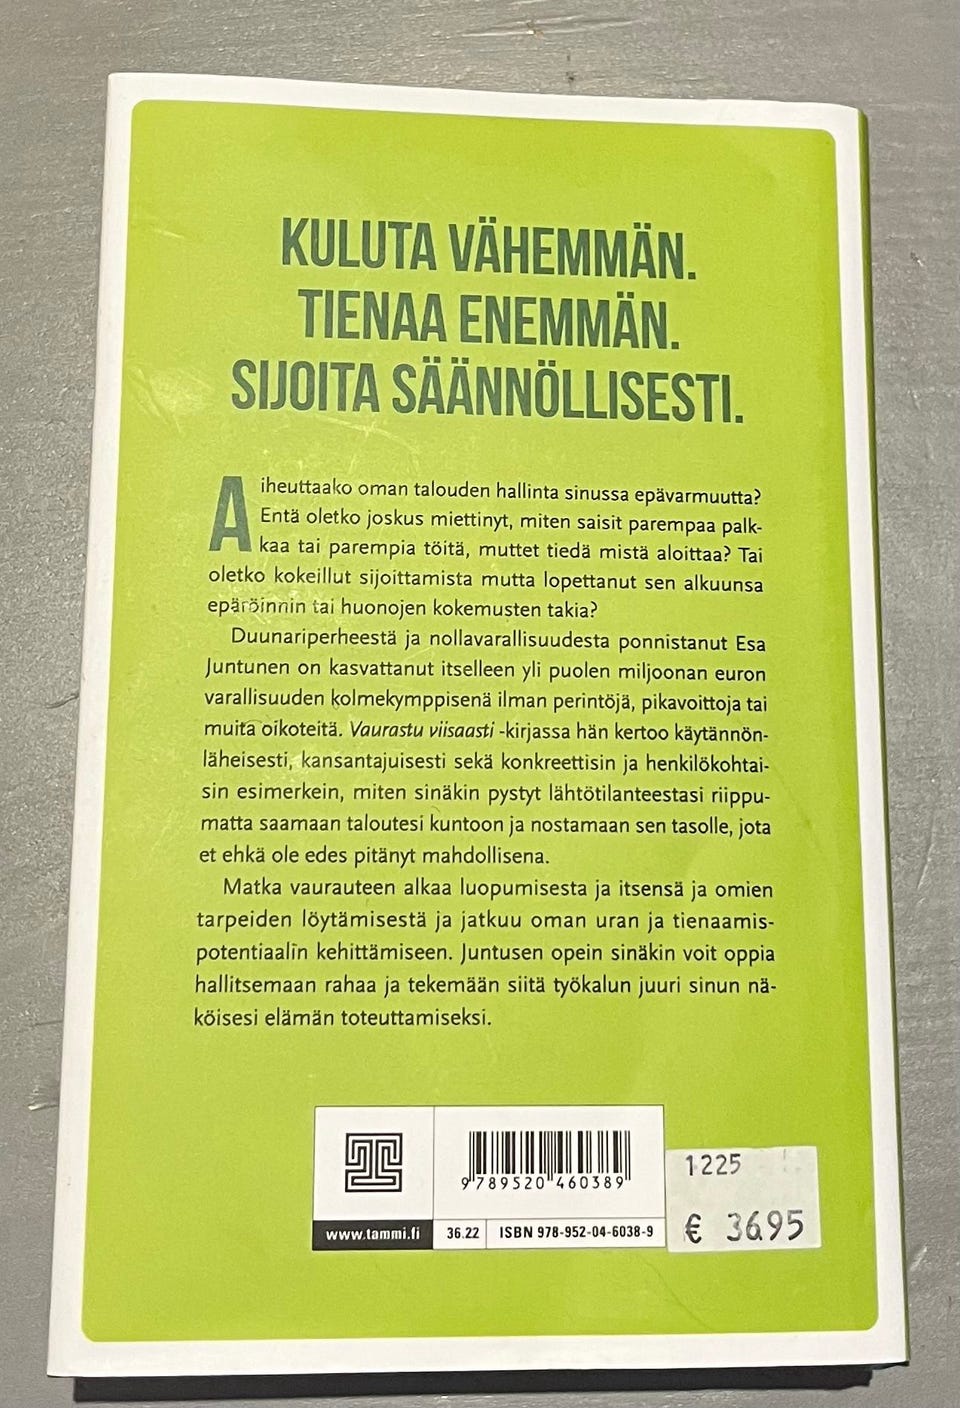 KULUTA VÄHEMMÄN.
TIENAA ENEMMÄN.
SIJOITA SÄÄNNÖLLISESTI.
Aiheuttaako oman talouden hallinta sinussa epävarmuutta?
Entä oletko joskus miettinyt, miten saisit parempaa palk-
kaa tai parempia töitä, muttet tiedä mistä aloittaa? Tai
oletko kokeillut sijoittamista mutta lopettanut sen alkuunsa
epäröinnin tai huonojen kokemusten takia?
Duunariperheestä ja nollavarallisuudesta ponnistanut Esa
Juntunen on kasvattanut itselleen yli puolen miljoonan euron
varallisuuden kolmekymppisenä ilman perintöjä, pikavoittoja tai
muita oikoteitä. Vaurastu viisaasti -kirjassa hän kertoo käytännön-
läheisesti, kansantajuisesti sekä konkreettisin ja henkilökohtai-
sin esimerkein, miten sinäkin pystyt lähtötilanteestasi riippu-
matta saamaan taloutesi kuntoon ja nostamaan sen tasolle, jota
et ehkä ole edes pitänyt mahdollisena.
Matka vaurauteen alkaa luopumisesta ja itsensä ja omien
tarpeiden löytämisestä ja jatkuu oman uran ja tienaamis-
potentiaalin kehittämiseen. Juntusen opein sinäkin voit oppia
hallitsemaan rahaa ja tekemään siitä työkalun juuri sinun nä-
köisesi elämän toteuttamiseksi.
9 789520 460389
www.tammi.fi 36.22 ISBN 978-952-04-6038-9
1225
€ 36.95